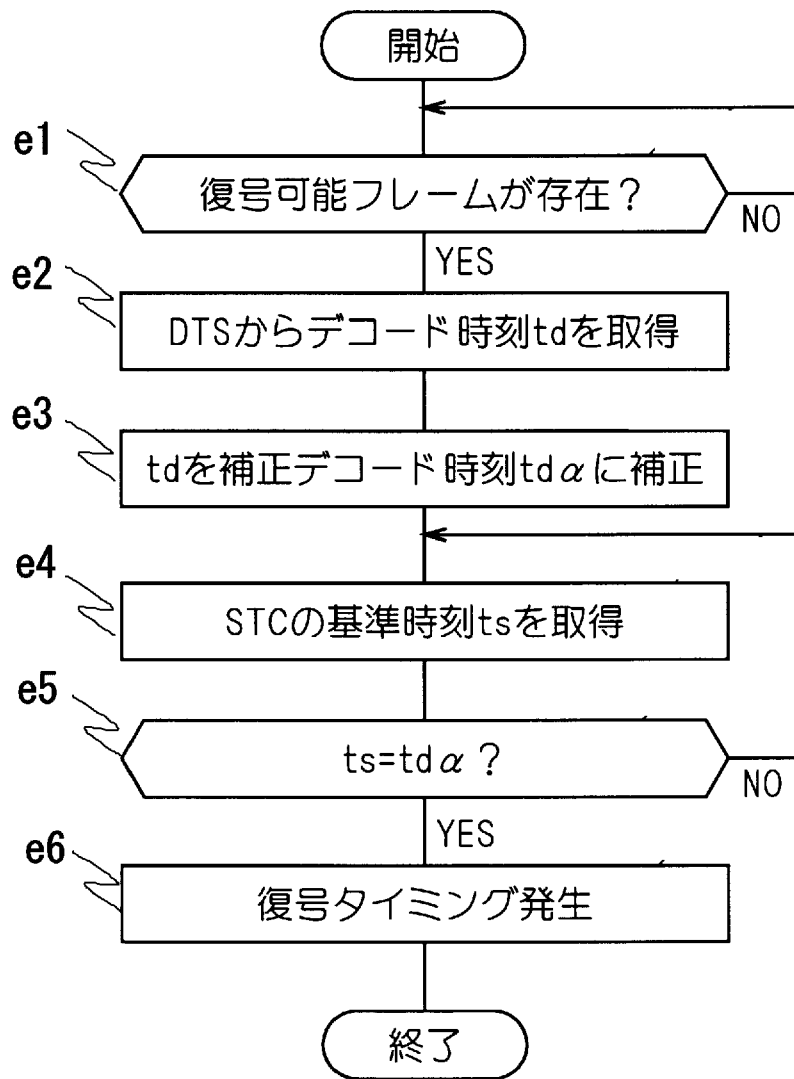 開始
e1
復号可能フレームが存在？
NO
YES
e2
DTSからデコード時刻tdを取得
e3
tdを補正デコード時刻tdαに補正
e4
STCの基準時刻tsを取得
e5
ts=tdα？
NO
YES
e6
復号タイミング発生
終了